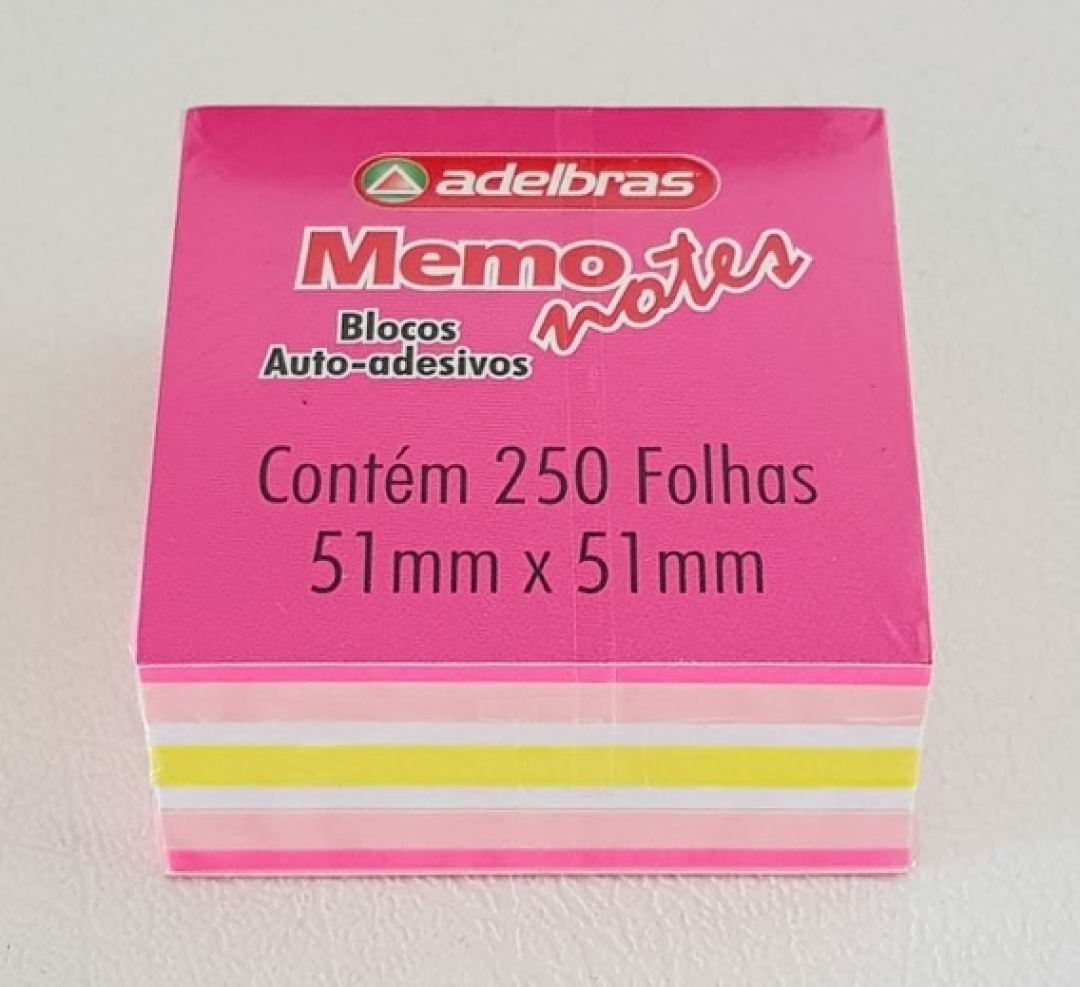 adelbras
Memo notes
Blocos
Auto-adesivos
Contém 250 Folhas
51mm x 51mm